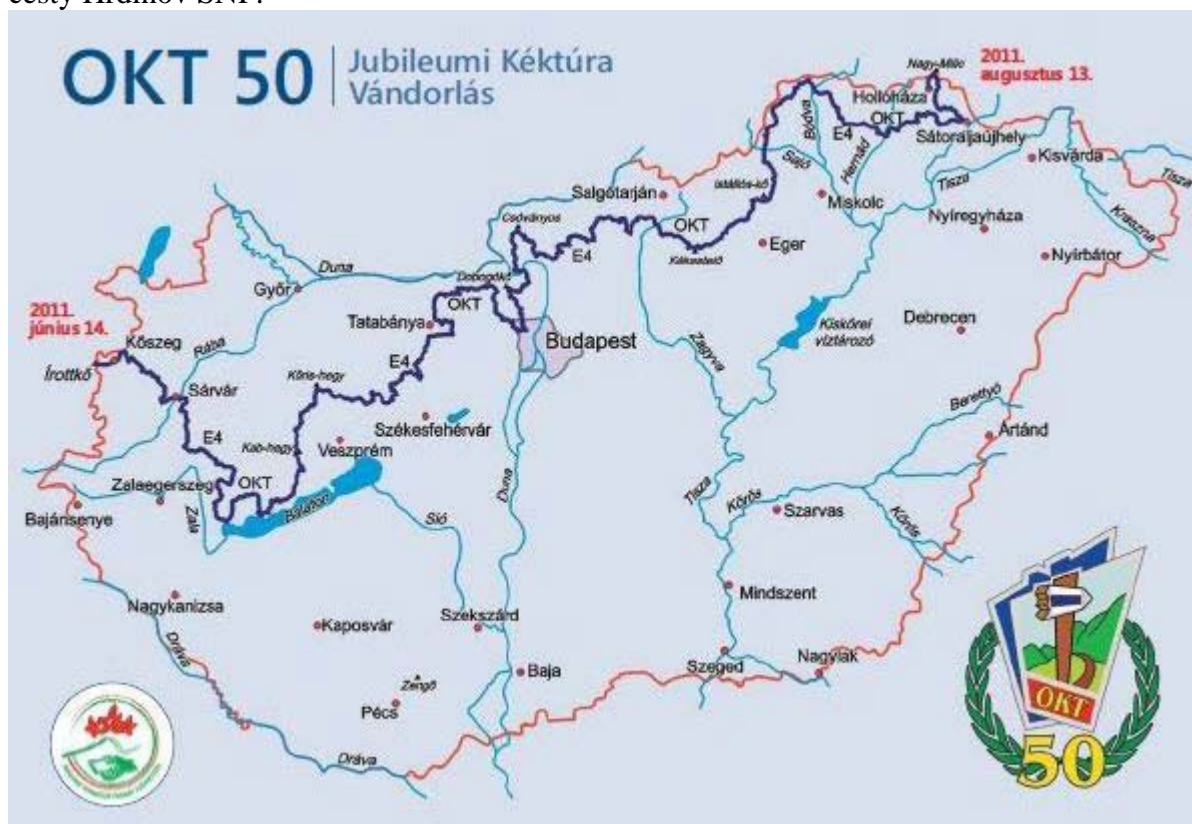 cesty Hrdinov SNP.
OKT 50
Jubileumi Kéktúra
Vándorlás
2011.
augusztus 13.
Nagy-Milic
Hollóháza
Bódva
OKT
E4
Sátoraljaújhely
Hernád
Sajó
Kisvárda
Tisza
Tisza
Istállós-kő
Salgótarján
Miskolc
Kraszna
Nyíregyháza
Csóványos
OKT
Eger
E4
Kékestető
Nyírbátor
Duna
Dobogókő
Győr
OKT
2011.
június 14.
Tatabánya
Kiskörei
víztározó
Debrecen
Kőszeg
Rába
Budapest
Zagyva
Írottkő
E4
Kőris-hegy
Sárvár
Berettyó
Székesfehérvár
Ártánd
E4
Kab-hegy
Veszprém
Zalaegerszeg
OKT
Duna
Tisza
Körös
Bajánsenye
Zala
Balaton
Sió
Szarvas
Körös
Mindszent
Nagykanizsa
Szekszárd
Kaposvár
Dráva
Szeged
Nagylak
Baja
Zengő
Pécs
Dráva
OKT
50